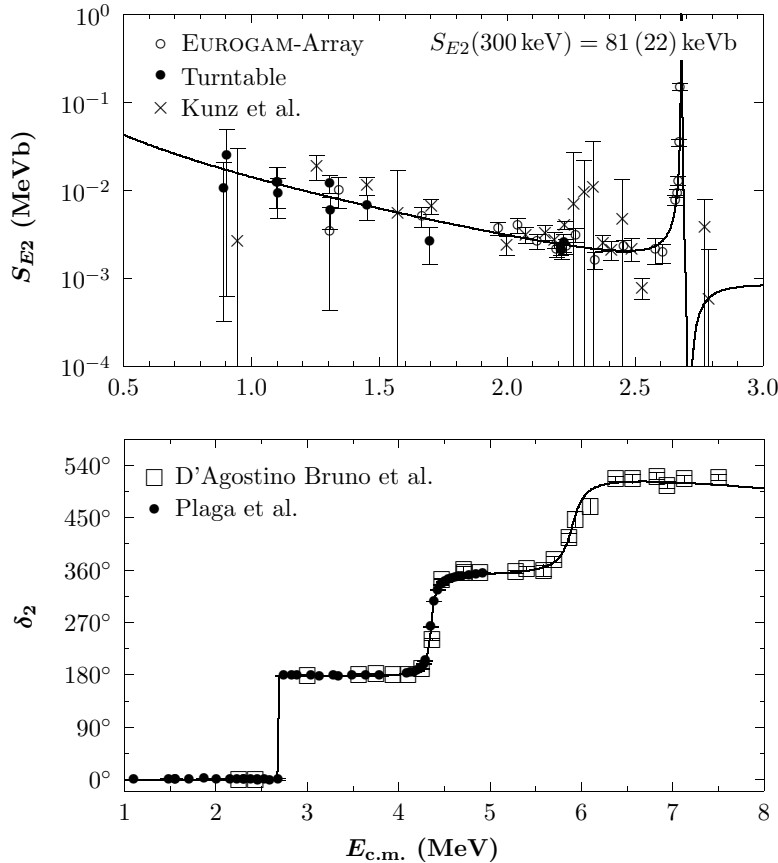 10⁰
EUROGAM-Array
S_E2(300 keV) = 81 (22) keVb
Turntable
10⁻¹
Kunz et al.
S_E2 (MeVb)
10⁻²
10⁻³
10⁻⁴
0.5 1.0 1.5 2.0 2.5 3.0
540°
D'Agostino Bruno et al.
450°
Plaga et al.
360°
δ₂
270°
180°
90°
0°
1 2 3 4 5 6 7 8
E_c.m. (MeV)